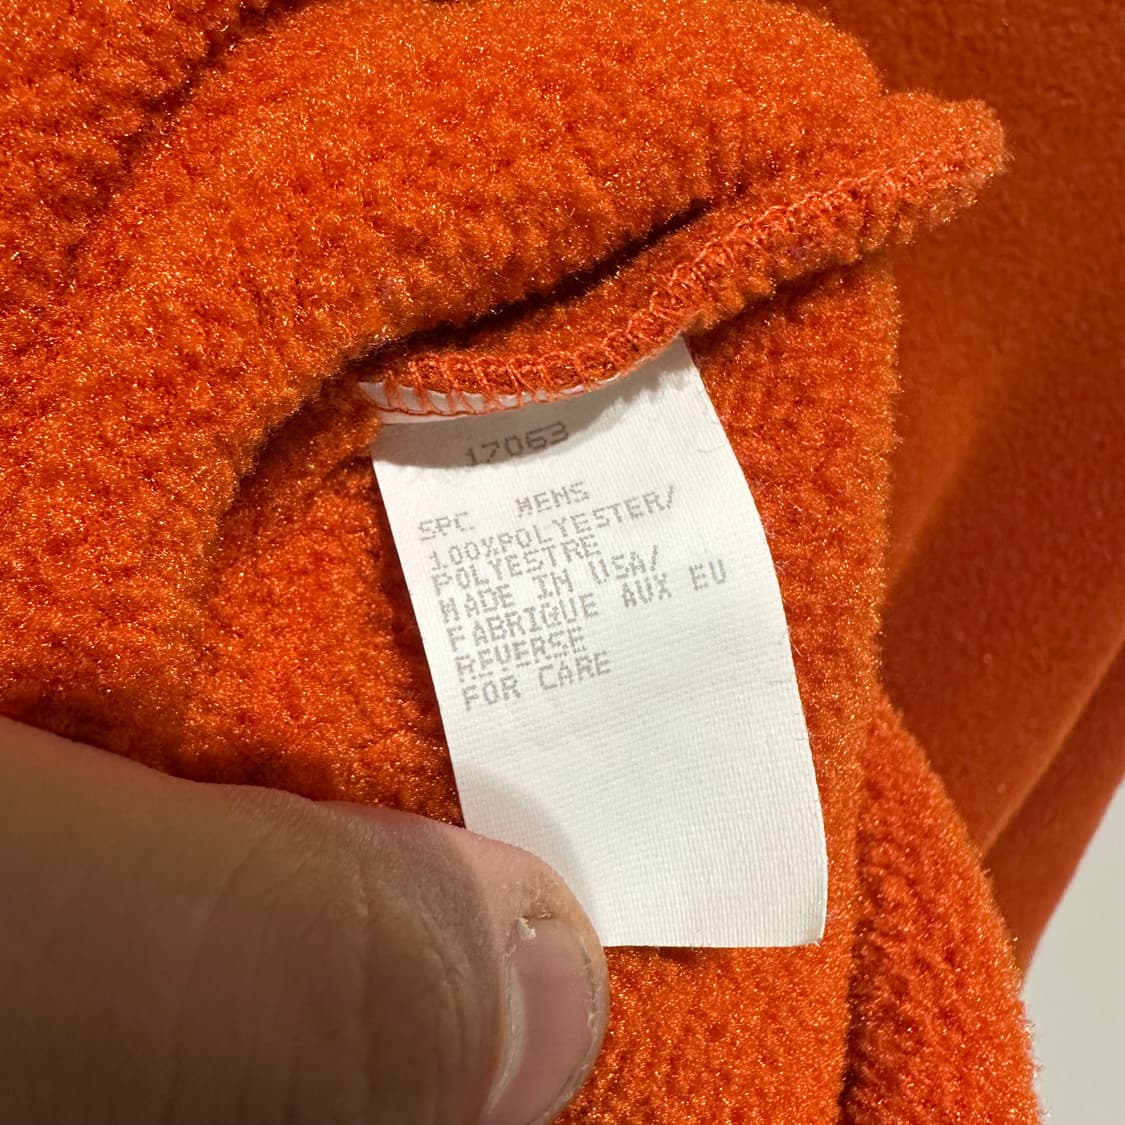 17063
SPC MENS
100%POLYESTER/
POLYESTRE
MADE IN USA/
FABRIQUE AUX EU
REVERSE
FOR CARE